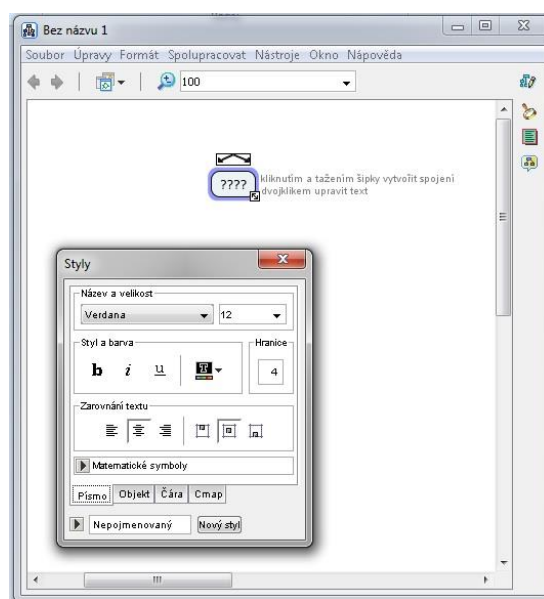 Bez názvu 1
Soubor Úpravy Formát Spolupracovat Nástroje Okno Nápověda
100
????
kliknutím a tažením šipky vytvořit spojení
dvojklikem upravit text
Styly
Název a velikost
Verdana 12
Styl a barva Hranice
b i u T 4
Zarovnání textu
Matematické symboly
Písmo Objekt Čára Cmap
Nepojmenovaný Nový styl